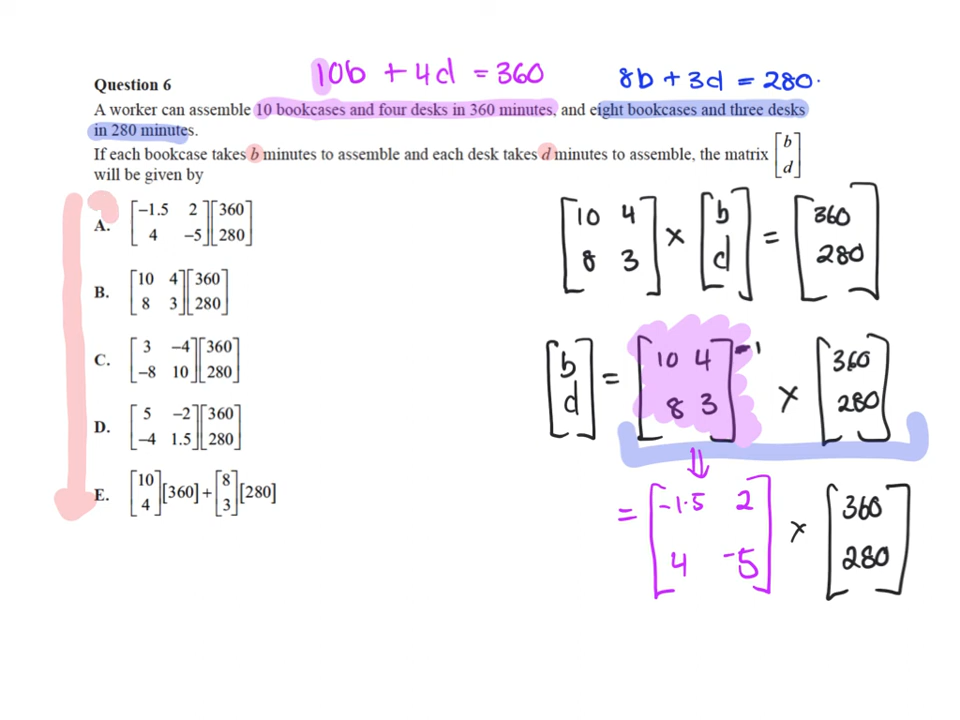 10b + 4d = 360
8b + 3d = 280.
Question 6
A worker can assemble 10 bookcases and four desks in 360 minutes, and eight bookcases and three desks
in 280 minutes.
If each bookcase takes b minutes to assemble and each desk takes d minutes to assemble, the matrix [b
d]
will be given by
A. [-1.5 2
4 -5] [360
280]
B. [10 4
8 3] [360
280]
C. [3 -4
-8 10] [360
280]
D. [5 -2
-4 1.5] [360
280]
E. [10
4] [360] + [8
3] [280]
[10 4
8 3] × [b
d] = [360
280]
[b
d] = [10 4
8 3]⁻¹ × [360
280]
⇓
= [-1.5 2
4 -5] × [360
280]